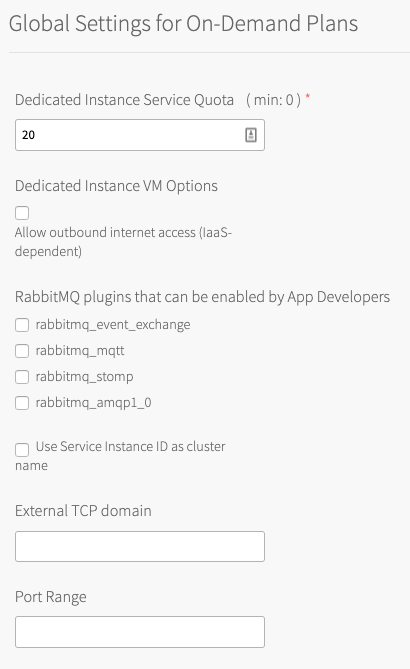 Global Settings for On-Demand Plans
Dedicated Instance Service Quota ( min: 0 ) *
20
Dedicated Instance VM Options
Allow outbound internet access (IaaS-
dependent)
RabbitMQ plugins that can be enabled by App Developers
rabbitmq_event_exchange
rabbitmq_mqtt
rabbitmq_stomp
rabbitmq_amqp1_0
Use Service Instance ID as cluster
name
External TCP domain
Port Range